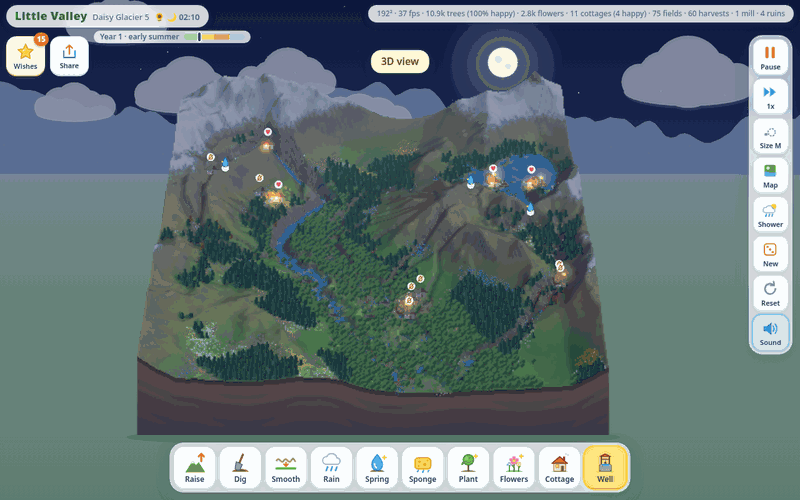 Little Valley Daisy Glacier 5 02:10
192² · 37 fps · 10.9k trees (100% happy) · 2.8k flowers · 11 cottages (4 happy) · 75 fields · 60 harvests · 1 mill · 4 ruins
Year 1 · early summer
15
Wishes
Share
3D view
Pause
1x
Size M
Map
Shower
New
Reset
Sound
Raise
Dig
Smooth
Rain
Spring
Sponge
Plant
Flowers
Cottage
Well